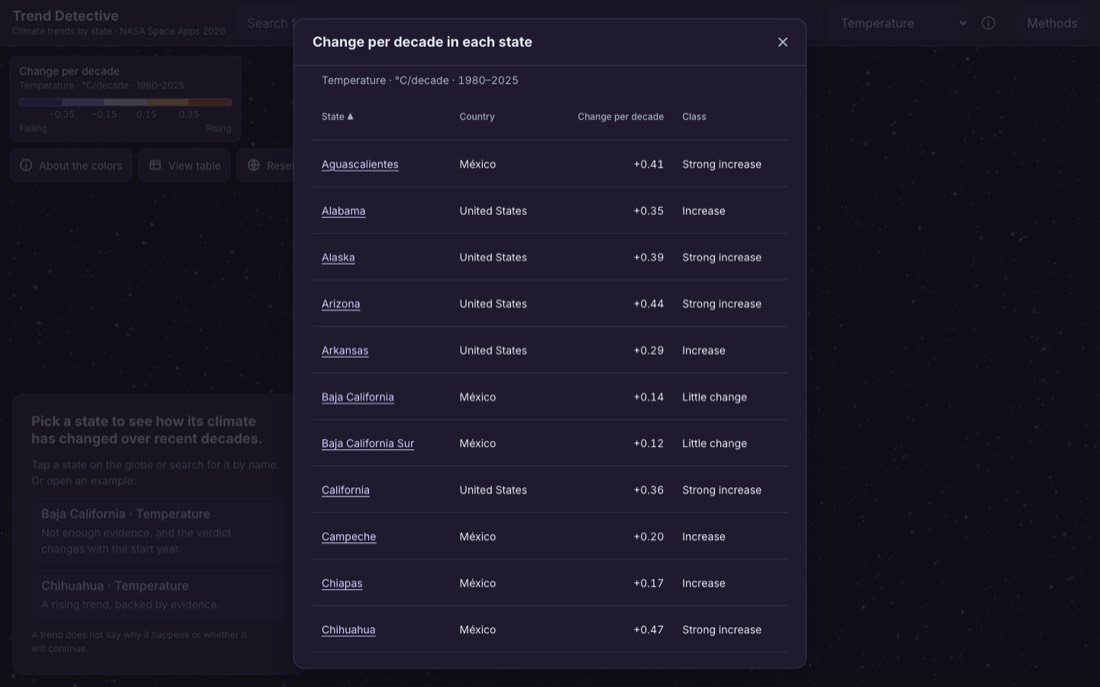 Trend Detective
Climate trends by state · NASA Space Apps 2026
Search
Temperature
Methods
Change per decade
Temperature · °C/decade · 1980–2025
−0.35 −0.15 0.15 0.35
Falling Rising
About the colors
View table
Reset
Pick a state to see how its climate
has changed over recent decades.
Tap a state on the globe or search for it by name.
Or open an example:
Baja California · Temperature
Not enough evidence, and the verdict
changes with the start year.
Chihuahua · Temperature
A rising trend, backed by evidence.
A trend does not say why it happens or whether it
will continue.
Change per decade in each state
Temperature · °C/decade · 1980–2025
State ▲ Country Change per decade Class
Aguascalientes México +0.41 Strong increase
Alabama United States +0.35 Increase
Alaska United States +0.39 Strong increase
Arizona United States +0.44 Strong increase
Arkansas United States +0.29 Increase
Baja California México +0.14 Little change
Baja California Sur México +0.12 Little change
California United States +0.36 Strong increase
Campeche México +0.20 Increase
Chiapas México +0.17 Increase
Chihuahua México +0.47 Strong increase